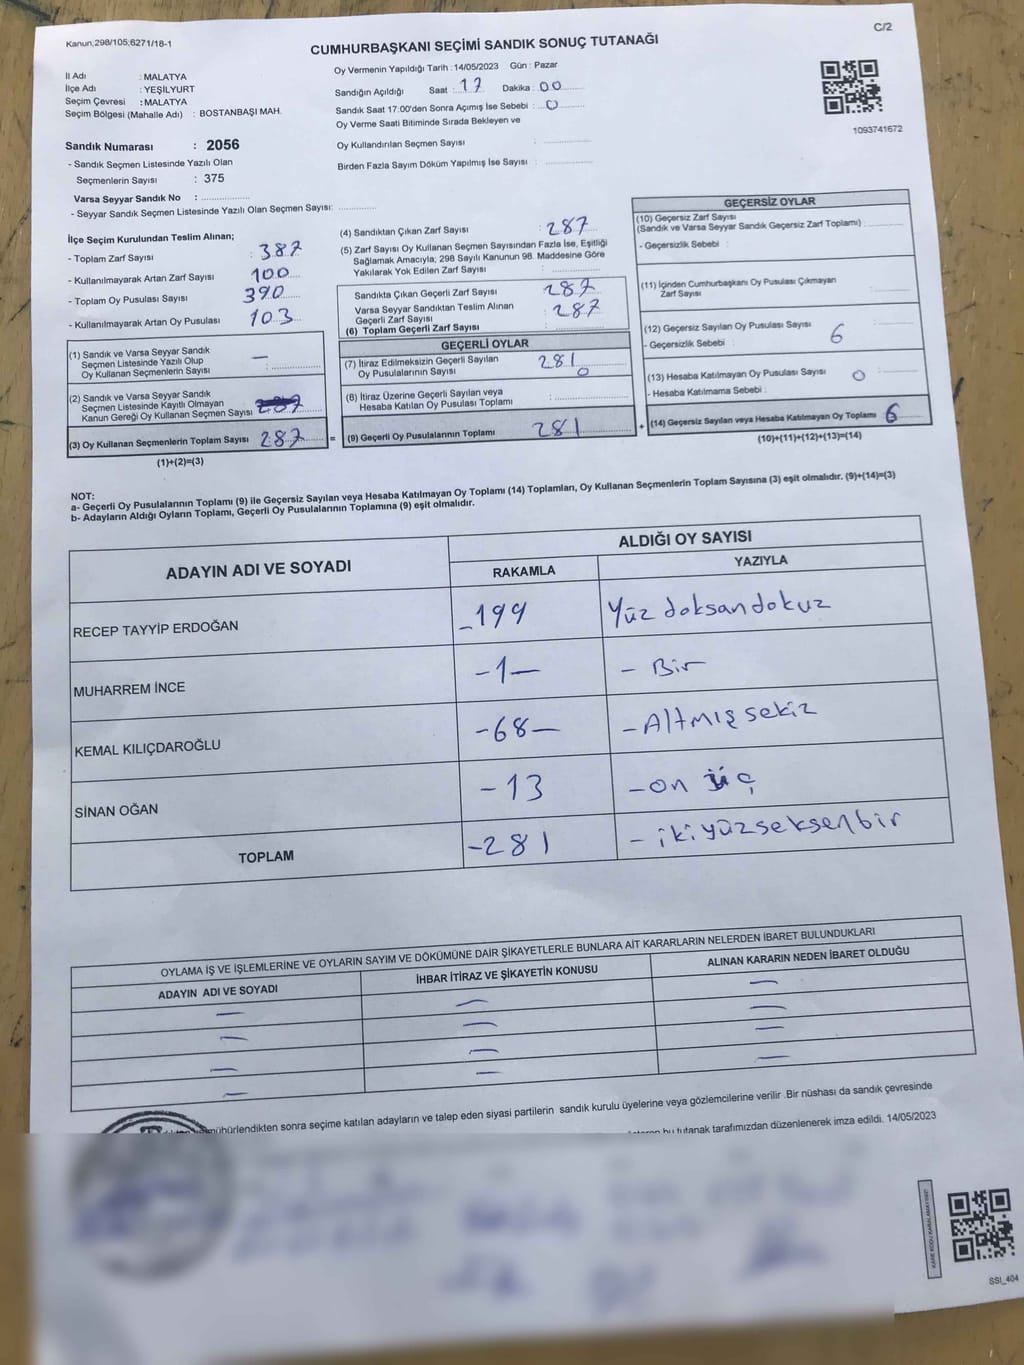 Kanun;298/105;6271/18-1
C/2
CUMHURBAŞKANI SEÇİMİ SANDIK SONUÇ TUTANAĞI
İl Adı : MALATYA
İlçe Adı : YEŞİLYURT
Seçim Çevresi : MALATYA
Seçim Bölgesi (Mahalle Adı) : BOSTANBAŞI MAH.
Oy Vermenin Yapıldığı Tarih : 14/05/2023 Gün : Pazar
Sandığın Açıldığı Saat : 17 Dakika : 00
Sandık Saat 17:00'den Sonra Açımış İse Sebebi : 0
Oy Verme Saati Bitiminde Sırada Bekleyen ve
Oy Kullandırılan Seçmen Sayısı :
Birden Fazla Sayım Döküm Yapılmış İse Sayısı :
1093741672
Sandık Numarası : 2056
- Sandık Seçmen Listesinde Yazılı Olan
Seçmenlerin Sayısı : 375
Varsa Seyyar Sandık No :
- Seyyar Sandık Seçmen Listesinde Yazılı Olan Seçmen Sayısı:
İlçe Seçim Kurulundan Teslim Alınan;
- Toplam Zarf Sayısı : 387
- Kullanılmayarak Artan Zarf Sayısı : 100
- Toplam Oy Pusulası Sayısı : 390
- Kullanılmayarak Artan Oy Pusulası : 103
(1) Sandık ve Varsa Seyyar Sandık
Seçmen Listesinde Yazılı Olup
Oy Kullanan Seçmenlerin Sayısı : —
(2) Sandık ve Varsa Seyyar Sandık
Seçmen Listesinde Kayıtlı Olmayan
Kanun Gereği Oy Kullanan Seçmen Sayısı
(3) Oy Kullanan Seçmenlerin Toplam Sayısı 287 =
(1)+(2)=(3)
(4) Sandıktan Çıkan Zarf Sayısı : 287
(5) Zarf Sayısı Oy Kullanan Seçmen Sayısından Fazla İse, Eşitliği
Sağlamak Amacıyla; 298 Sayılı Kanunun 98. Maddesine Göre
Yakılarak Yok Edilen Zarf Sayısı :
Sandıkta Çıkan Geçerli Zarf Sayısı : 287
Varsa Seyyar Sandıktan Teslim Alınan
Geçerli Zarf Sayısı : 287
(6) Toplam Geçerli Zarf Sayısı :
GEÇERLİ OYLAR
(7) İtiraz Edilmeksizin Geçerli Sayılan
Oy Pusulalarının Sayısı : 281
0
(8) İtiraz Üzerine Geçerli Sayılan veya
Hesaba Katılan Oy Pusulası Toplamı :
(9) Geçerli Oy Pusulalarının Toplamı 281 +
GEÇERSİZ OYLAR
(10) Geçersiz Zarf Sayısı
(Sandık ve Varsa Seyyar Sandık Geçersiz Zarf Toplamı) :
- Geçersizlik Sebebi :
(11) İçinden Cumhurbaşkanı Oy Pusulası Çıkmayan
Zarf Sayısı :
(12) Geçersiz Sayılan Oy Pusulası Sayısı :
- Geçersizlik Sebebi : 6
(13) Hesaba Katılmayan Oy Pusulası Sayısı : 0
- Hesaba Katılmama Sebebi :
(14) Geçersiz Sayılan veya Hesaba Katılmayan Oy Toplamı : 6
(10)+(11)+(12)+(13)=(14)
NOT:
a- Geçerli Oy Pusulalarının Toplamı (9) ile Geçersiz Sayılan veya Hesaba Katılmayan Oy Toplamı (14) Toplamları, Oy Kullanan Seçmenlerin Toplam Sayısına (3) eşit olmalıdır. (9)+(14)=(3)
b- Adayların Aldığı Oyların Toplamı, Geçerli Oy Pusulalarının Toplamına (9) eşit olmalıdır.
ADAYIN ADI VE SOYADI
ALDIĞI OY SAYISI
RAKAMLA YAZIYLA
RECEP TAYYİP ERDOĞAN -199 Yüz doksandokuz
MUHARREM İNCE -1- - Bir
KEMAL KILIÇDAROĞLU -68- -Altmış sekiz
SİNAN OĞAN -13 -on üç
TOPLAM -281 - ikiyüzseksenbir
OYLAMA İŞ VE İŞLEMLERİNE VE OYLARIN SAYIM VE DÖKÜMÜNE DAİR ŞİKAYETLERLE BUNLARA AİT KARARLARIN NELERDEN İBARET BULUNDUKLARI
ADAYIN ADI VE SOYADI İHBAR İTİRAZ VE ŞİKAYETİN KONUSU ALINAN KARARIN NEDEN İBARET OLDUĞU
— — —
— — —
— — —
— — —
mühürlendikten sonra seçime katılan adayların ve talep eden siyasi partilerin sandık kurulu üyelerine veya gözlemcilerine verilir .Bir nüshası da sandık çevresinde
bu tutanak tarafımızdan düzenlenerek imza edildi. 14/05/2023
SSI_404